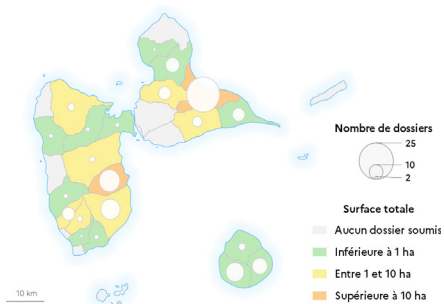 Nombre de dossiers
25
10
2
Surface totale
Aucun dossier soumis
Inférieure à 1 ha
Entre 1 et 10 ha
Supérieure à 10 ha
10 km